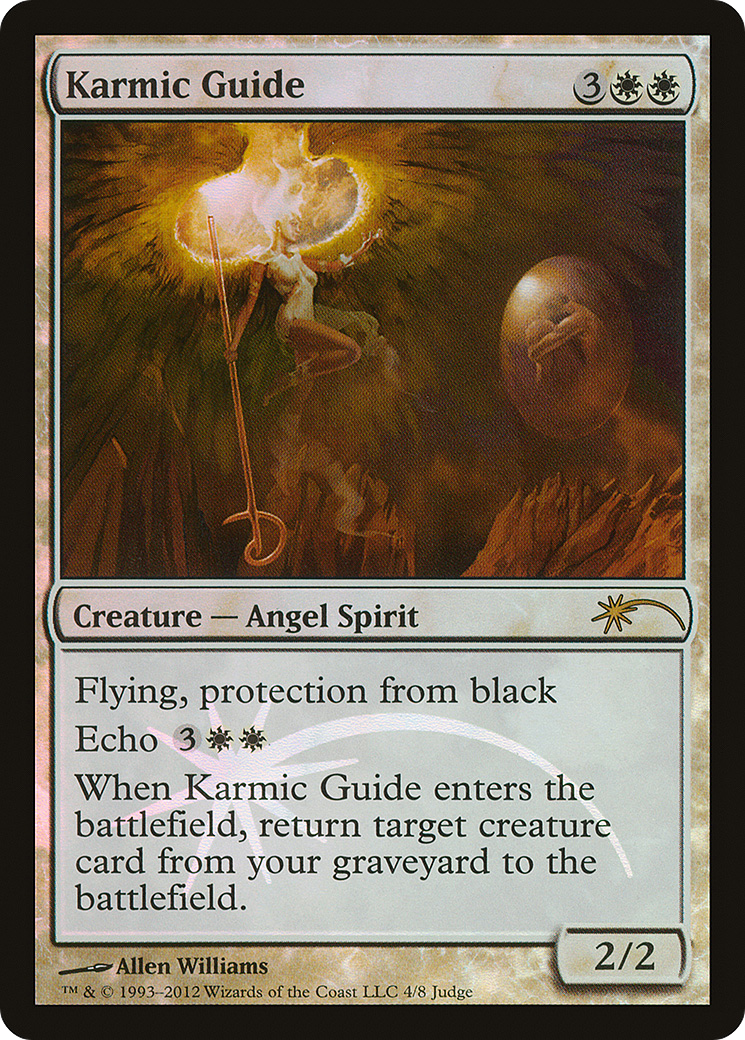 Karmic Guide 3
Creature — Angel Spirit
Flying, protection from black
Echo 3
When Karmic Guide enters the
battlefield, return target creature
card from your graveyard to the
battlefield.
2/2
Allen Williams
™ & © 1993–2012 Wizards of the Coast LLC 4/8 Judge